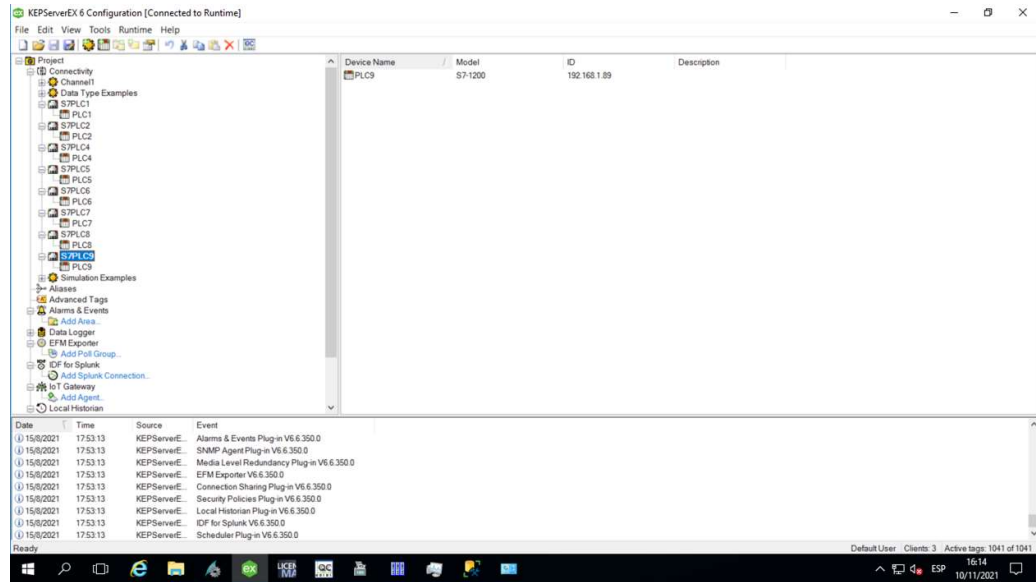 KEPServerEX 6 Configuration [Connected to Runtime]
File Edit View Tools Runtime Help
Project
Connectivity
Channel1
Data Type Examples
S7PLC1
PLC1
S7PLC2
PLC2
S7PLC4
PLC4
S7PLC5
PLC5
S7PLC6
PLC6
S7PLC7
PLC7
S7PLC8
PLC8
S7PLC9
PLC9
Simulation Examples
Aliases
Advanced Tags
Alarms & Events
Add Area...
Data Logger
EFM Exporter
Add Poll Group...
IDF for Splunk
Add Splunk Connection...
IoT Gateway
Add Agent...
Local Historian
Device Name Model ID Description
PLC9 S7-1200 192.168.1.89
Date Time Source Event
15/8/2021 17:53:13 KEPServerE... Alarms & Events Plug-in V6.6.350.0
15/8/2021 17:53:13 KEPServerE... SNMP Agent Plug-in V6.6.350.0
15/8/2021 17:53:13 KEPServerE... Media Level Redundancy Plug-in V6.6.350.0
15/8/2021 17:53:13 KEPServerE... EFM Exporter V6.6.350.0
15/8/2021 17:53:13 KEPServerE... Connection Sharing Plug-in V6.6.350.0
15/8/2021 17:53:13 KEPServerE... Security Policies Plug-in V6.6.350.0
15/8/2021 17:53:13 KEPServerE... Local Historian Plug-in V6.6.350.0
15/8/2021 17:53:13 KEPServerE... IDF for Splunk V6.6.350.0
15/8/2021 17:53:13 KEPServerE... Scheduler Plug-in V6.6.350.0
Ready Default User Clients: 3 Active tags: 1041 of 1041
ESP 16:14
10/11/2021